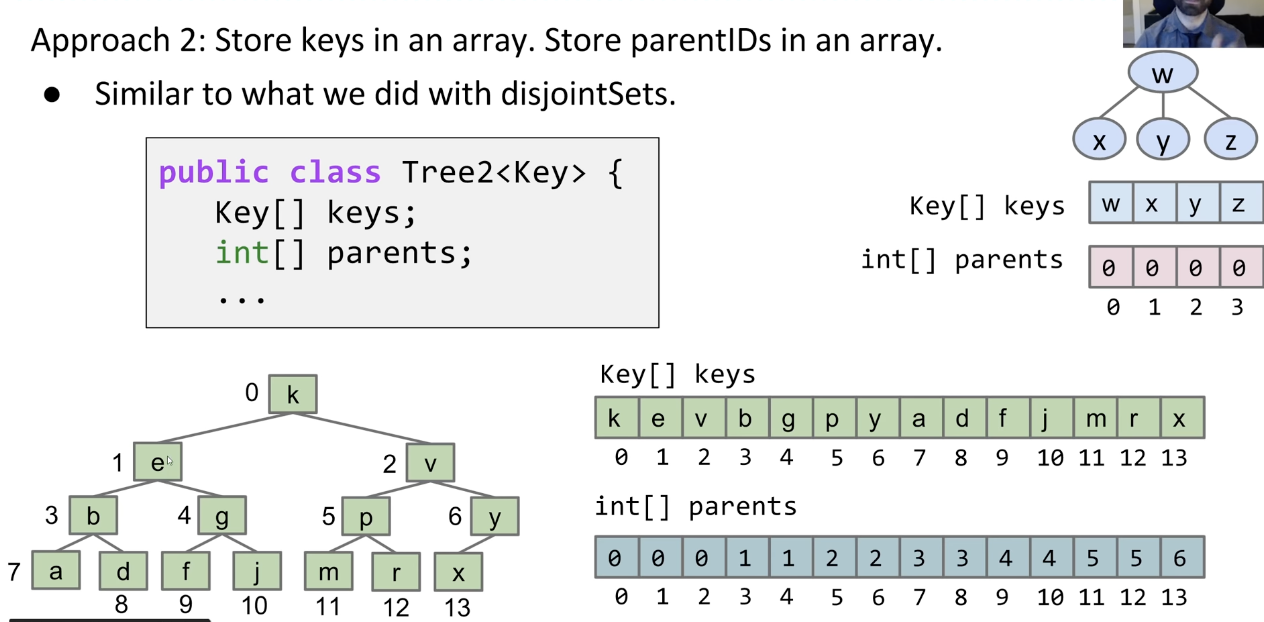 Approach 2: Store keys in an array. Store parentIDs in an array.
● Similar to what we did with disjointSets.
public class Tree2<Key> {
Key[] keys;
int[] parents;
...
w
x y z
Key[] keys w x y z
int[] parents 0 0 0 0
0 1 2 3
0 k
1 e 2 v
3 b 4 g 5 p 6 y
7 a d f j m r x
8 9 10 11 12 13
Key[] keys
k e v b g p y a d f j m r x
0 1 2 3 4 5 6 7 8 9 10 11 12 13
int[] parents
0 0 0 1 1 2 2 3 3 4 4 5 5 6
0 1 2 3 4 5 6 7 8 9 10 11 12 13